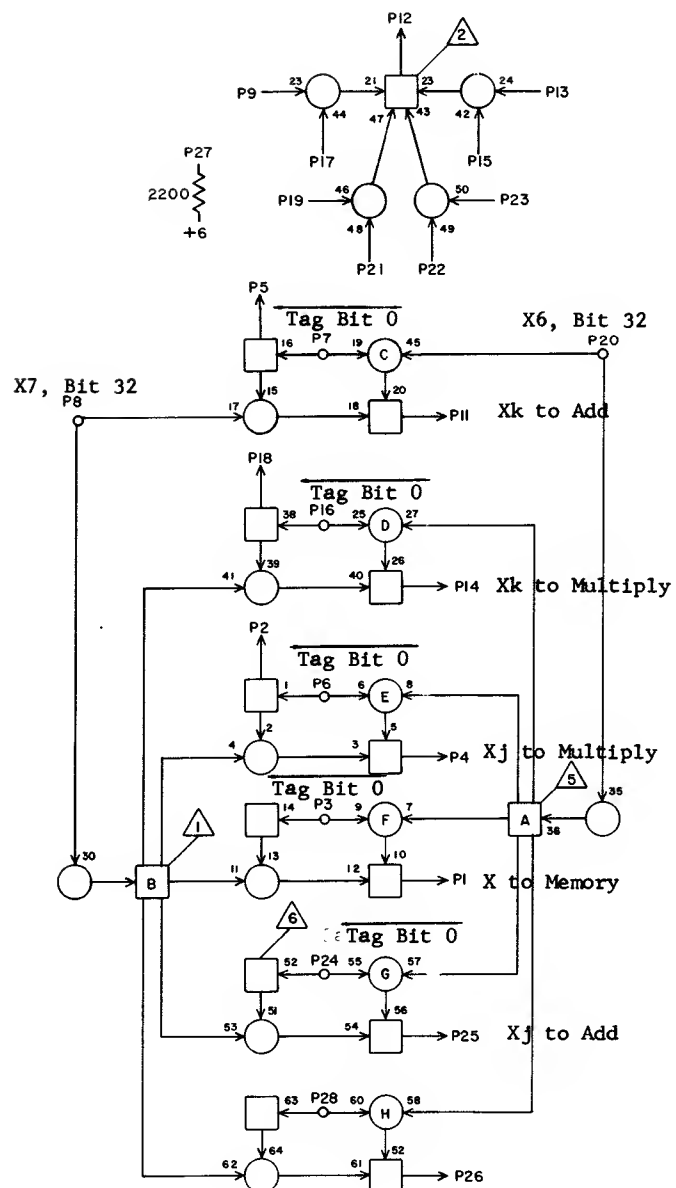 P12
2
P9 23 21 23 24 P13
44 47 43 42
P17 P15
P27
2200
+6
P19 46 50 P23
48 49
P21 P22
P5
Tag Bit 0 X6, Bit 32
16 P7 19 C 45 P20
X7, Bit 32
P8
15 20
17 18 P11 Xk to Add
P18
Tag Bit 0
38 P16 25 D 27
39 26
41 40 P14 Xk to Multiply
P2
Tag Bit 0
1 P6 6 E 8
2 5
4 3 P4 Xj to Multiply
Tag Bit 0
5
14 P3 9 F 7 A 36 35
1
30 13 10
B 11 12 P1 X to Memory
6
Tag Bit 0
52 P24 55 G 57
51 56
53 54 P25 Xj to Add
63 P28 60 H 58
64 52
62 61 P26